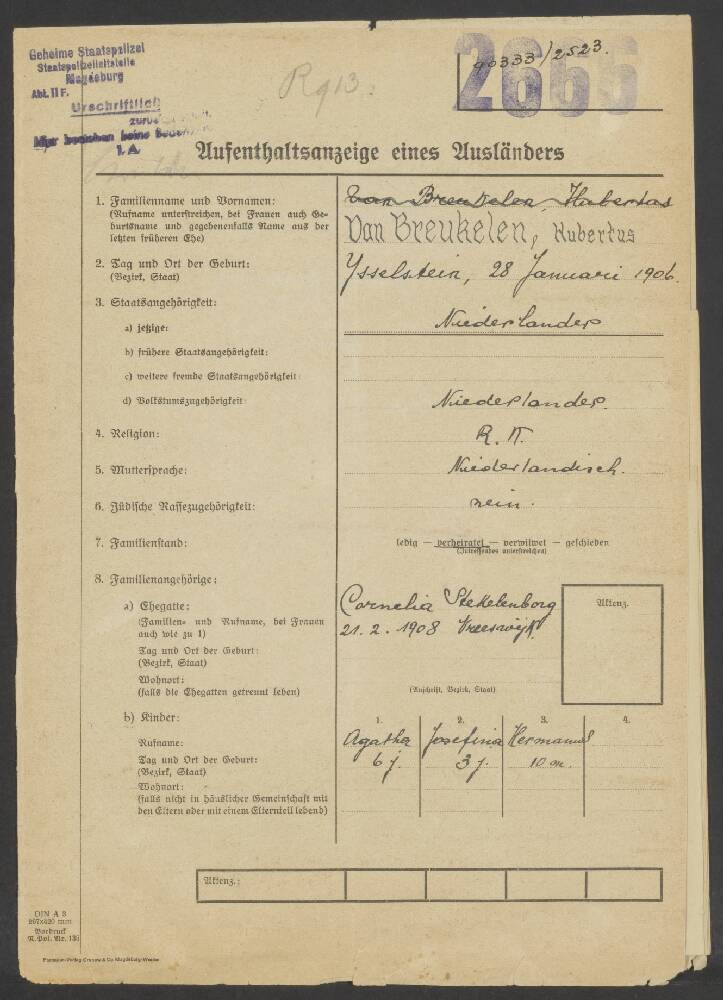 Geheime Staatspolizei
Staatspolizeileitstelle
Magdeburg
Abt. II F.
Urschriftlich
zurück
Hier bestehen keine
I. A.
R913.
2666
90333/2523.
Aufenthaltsanzeige eines Ausländers
1. Familienname und Vornamen:
(Rufname unterstreichen, bei Frauen auch Ge-
burtsname und gegebenenfalls Name aus der
letzten früheren Ehe)
Van Breukelen, Hubertus
Van Breukelen, Hubertus
2. Tag und Ort der Geburt:
(Bezirk, Staat)
Ysselstein, 28 Januari 1906.
3. Staatsangehörigkeit:
a) jetzige:
Niederlander
b) frühere Staatsangehörigkeit:
c) weitere fremde Staatsangehörigkeit:
d) Volkstumszugehörigkeit:
Niederlander.
4. Religion:
R. K.
5. Muttersprache:
Niederlandisch.
6. Jüdische Rassezugehörigkeit:
nein.
7. Familienstand:
ledig — verheiratet — verwitwet — geschieden
(Zutreffendes unterstreichen)
8. Familienangehörige:
a) Ehegatte:
(Familien- und Rufname, bei Frauen
auch wie zu 1)
Cornelia Stekelenborg
Tag und Ort der Geburt:
(Bezirk, Staat)
21. 2. 1908 Vreeswijk
Wohnort:
(falls die Ehegatten getrennt leben)
(Anschrift, Bezirk, Staat)
Aktenz.
b) Kinder:
1. 2. 3. 4.
Rufname:
Agatha Josefina Hermanus
Tag und Ort der Geburt:
(Bezirk, Staat)
6 j. 3 j. 10 m.
Wohnort:
(falls nicht in häuslicher Gemeinschaft mit
den Eltern oder mit einem Elternteil lebend)
Aktenz.:
DIN A 3
297x420 mm
Vordruck
R. Pol. Nr. 136